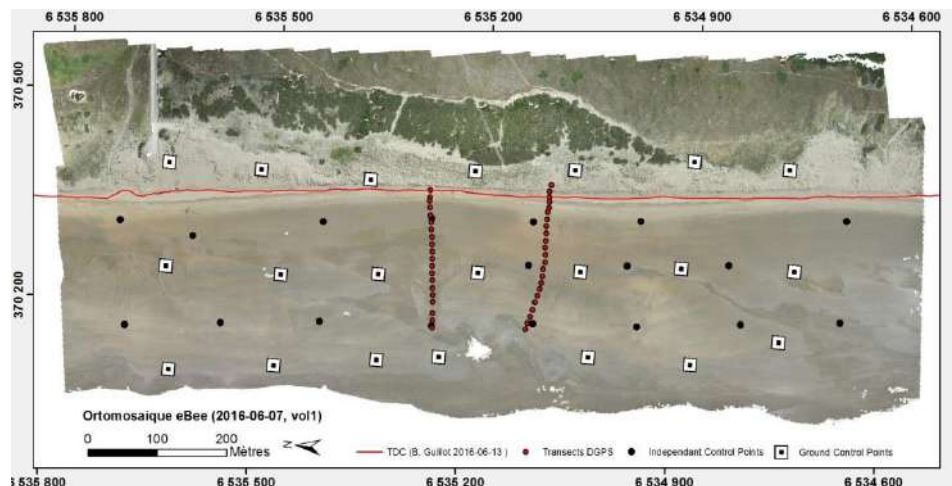 6 535 800 6 535 500 6 535 200 6 534 900 6 534 600
370 500
370 200
Ortomosaique eBee (2016-06-07, vol1)
0 100 200
Mètres
N
TDC (B. Guillot 2016-06-13 )
Transects DGPS
Independant Control Points
Ground Control Points
6 535 800 6 535 500 6 535 200 6 534 900 6 534 600